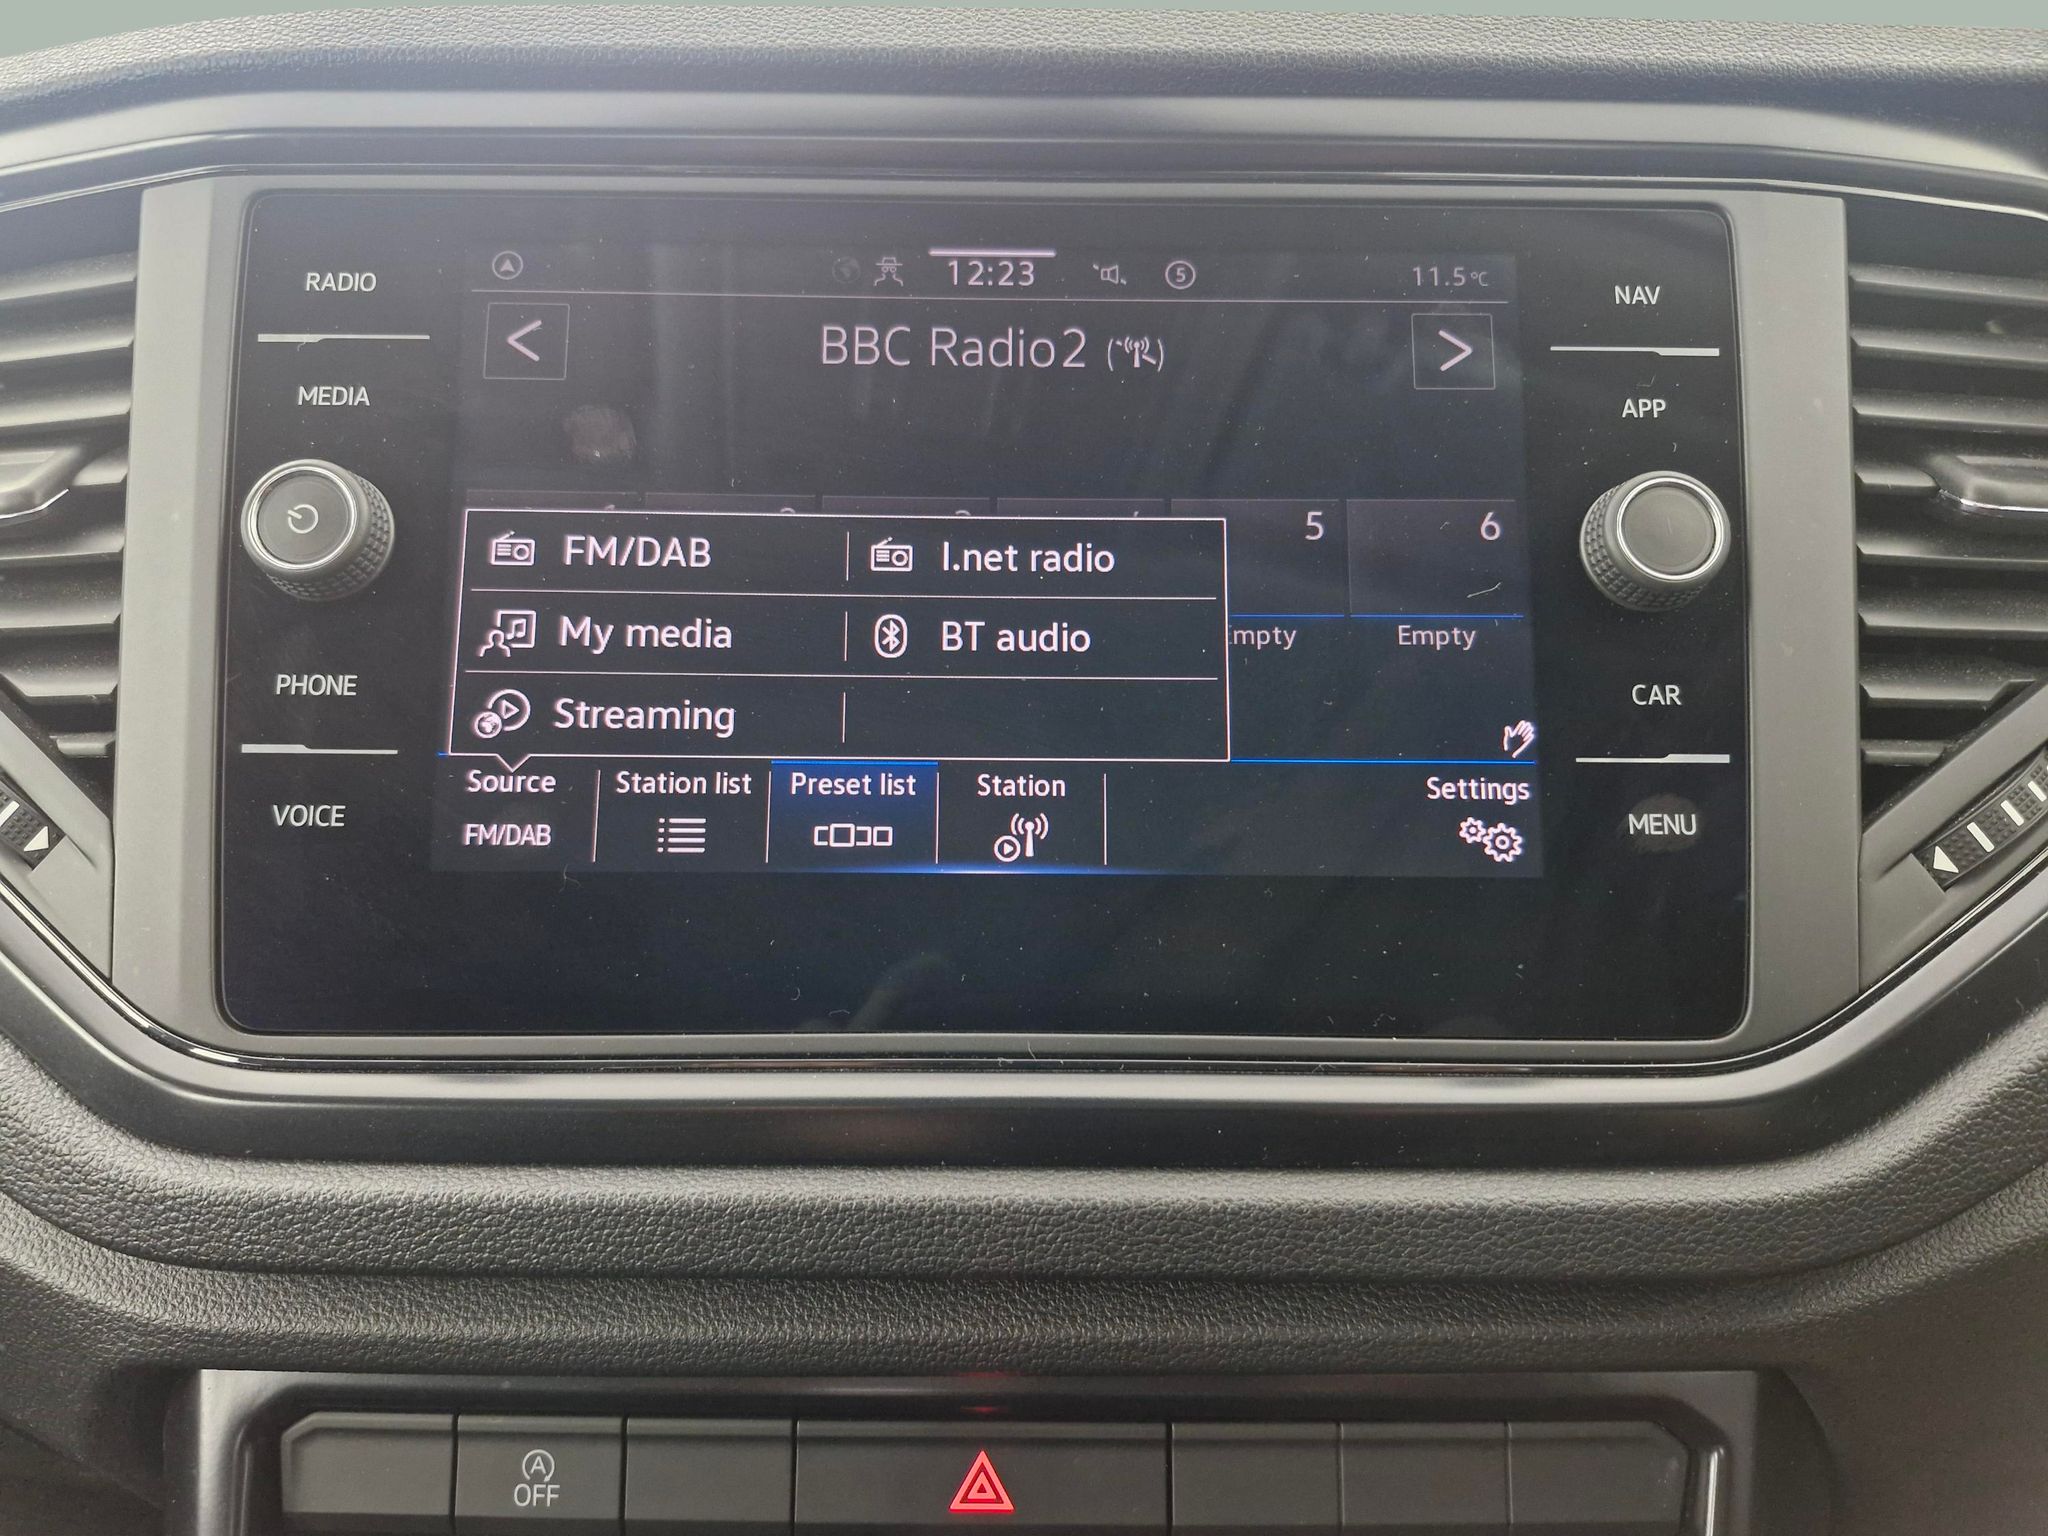 RADIO
MEDIA
PHONE
VOICE
12:23
5
11.5°C
<
BBC Radio2
>
5
6
FM/DAB
I.net radio
My media
BT audio
Streaming
mpty
Empty
Source
FM/DAB
Station list
Preset list
Station
Settings
NAV
APP
CAR
MENU
A
OFF